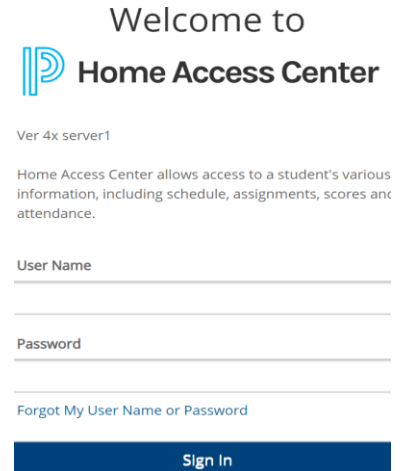 Welcome to
Home Access Center
Ver 4x server1
Home Access Center allows access to a student's various
information, including schedule, assignments, scores and
attendance.
User Name
Password
Forgot My User Name or Password
Sign In